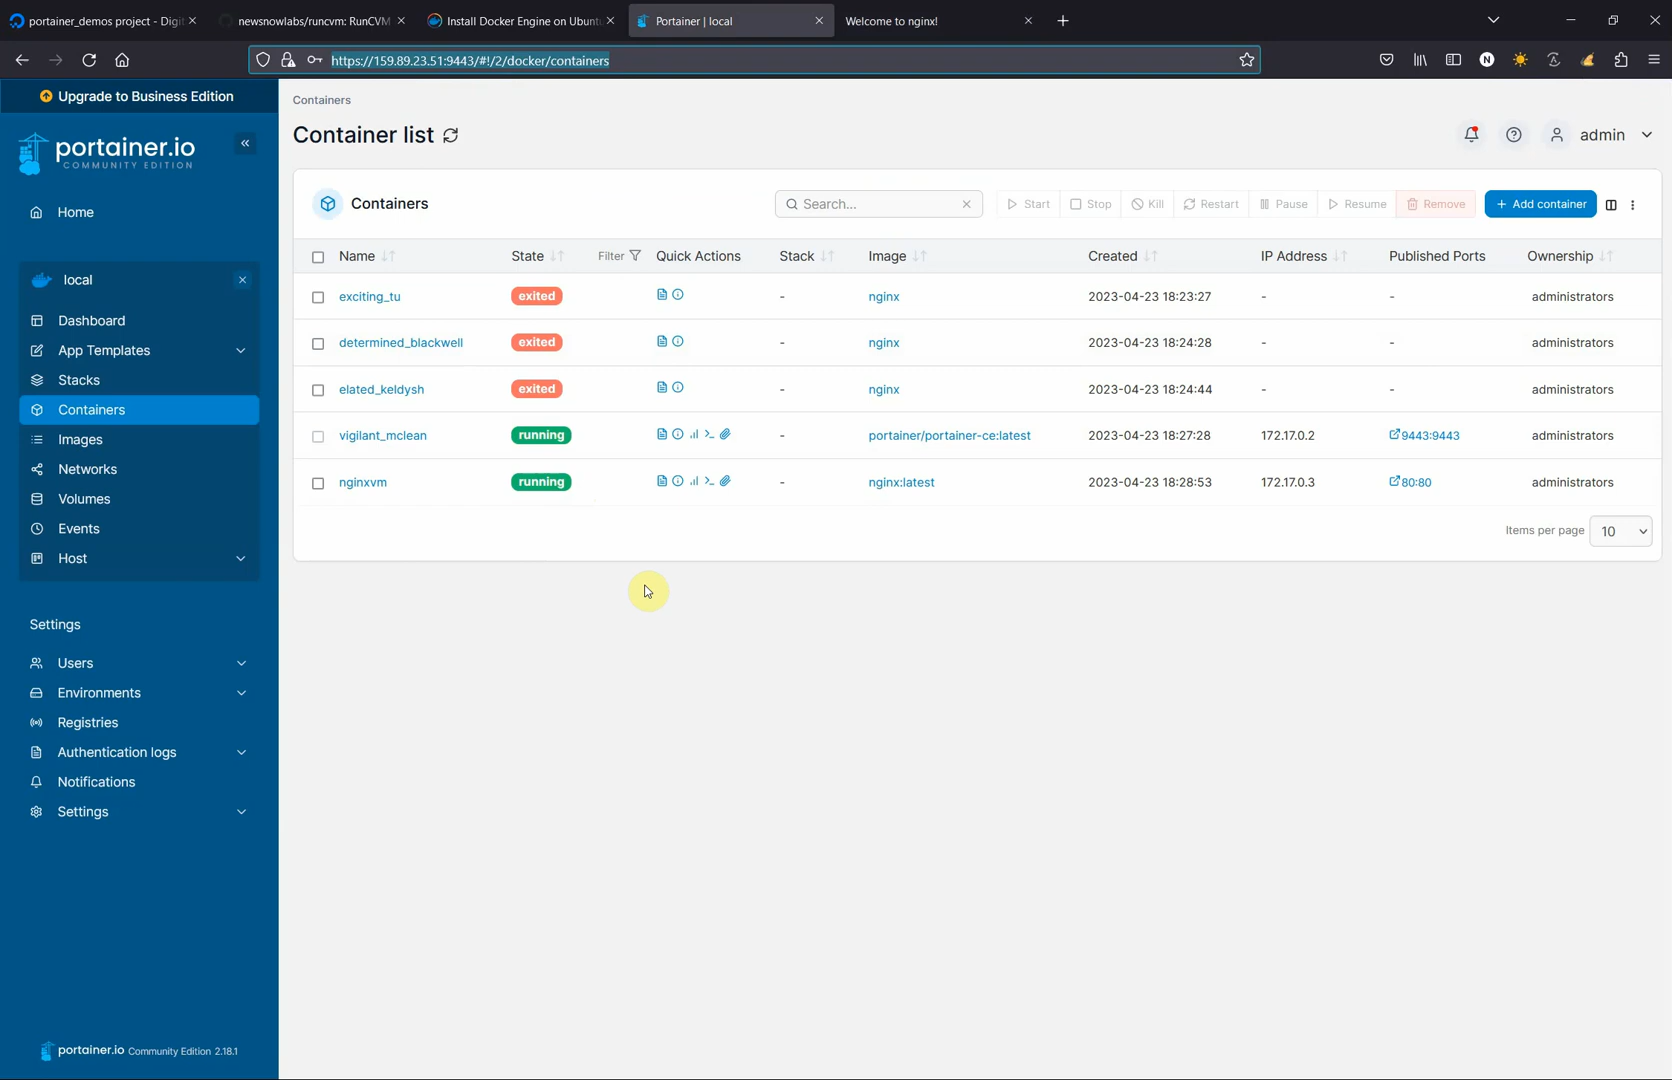 portainer_demos project - Digit
newsnowlabs/runcvm: RunCVM
Install Docker Engine on Ubuntu
Portainer | local
Welcome to nginx!
https://159.89.23.51:9443/#!/2/docker/containers
N
Upgrade to Business Edition
portainer.io
COMMUNITY EDITION
Home
local
Dashboard
App Templates
Stacks
Containers
Images
Networks
Volumes
Events
Host
Settings
Users
Environments
Registries
Authentication logs
Notifications
Settings
portainer.io Community Edition 2.18.1
Containers
Container list
admin
Containers
Search...
Start
Stop
Kill
Restart
Pause
Resume
Remove
+ Add container
Name State Filter Quick Actions Stack Image Created IP Address Published Ports Ownership
exciting_tu exited - nginx 2023-04-23 18:23:27 - - administrators
determined_blackwell exited - nginx 2023-04-23 18:24:28 - - administrators
elated_keldysh exited - nginx 2023-04-23 18:24:44 - - administrators
vigilant_mclean running - portainer/portainer-ce:latest 2023-04-23 18:27:28 172.17.0.2 9443:9443 administrators
nginxvm running - nginx:latest 2023-04-23 18:28:53 172.17.0.3 80:80 administrators
Items per page 10